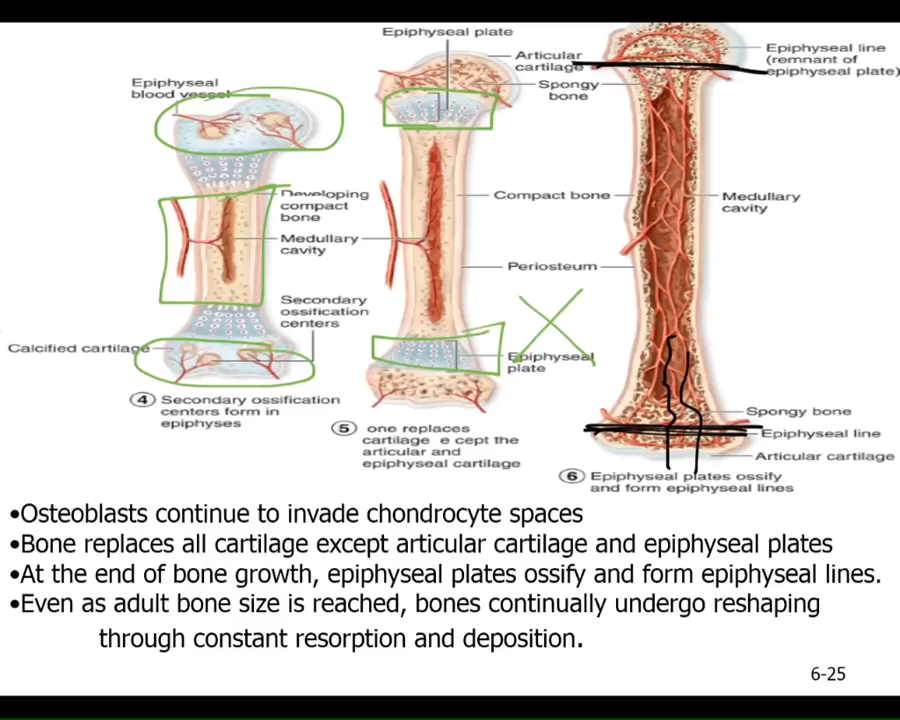 Epiphyseal plate
Articular
cartilage
Spongy
bone
Epiphyseal line
(remnant of
epiphyseal plate)
Epiphyseal
blood vessel
Developing
compact
bone
Compact bone
Medullary
cavity
Medullary
cavity
Periosteum
Secondary
ossification
centers
Calcified cartilage
Epiphyseal
plate
4 Secondary ossification
centers form in
epiphyses
5 one replaces
cartilage e cept the
articular and
epiphyseal cartilage
Spongy bone
Epiphyseal line
Articular cartilage
6 Epiphyseal plates ossify
and form epiphyseal lines
•Osteoblasts continue to invade chondrocyte spaces
•Bone replaces all cartilage except articular cartilage and epiphyseal plates
•At the end of bone growth, epiphyseal plates ossify and form epiphyseal lines.
•Even as adult bone size is reached, bones continually undergo reshaping
through constant resorption and deposition.
6-25